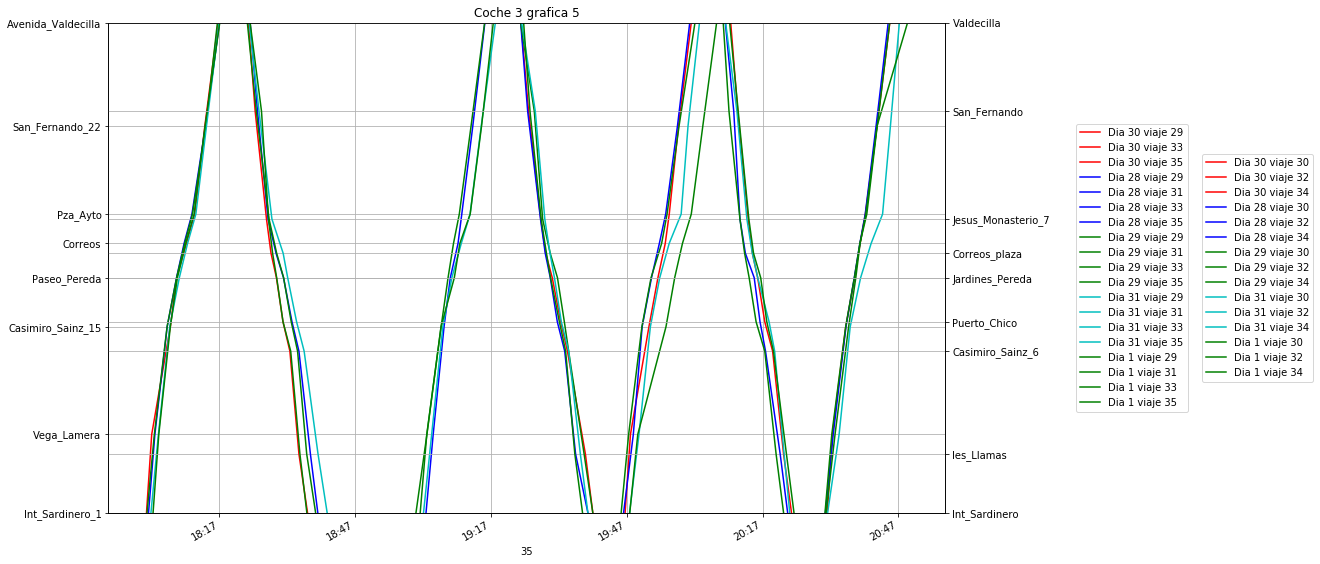 Coche 3 grafica 5
Avenida_Valdecilla
San_Fernando_22
Pza_Ayto
Correos
Paseo_Pereda
Casimiro_Sainz_15
Vega_Lamera
Int_Sardinero_1
Valdecilla
San_Fernando
Jesus_Monasterio_7
Correos_plaza
Jardines_Pereda
Puerto_Chico
Casimiro_Sainz_6
Ies_Llamas
Int_Sardinero
18:17
18:47
19:17
19:47
20:17
20:47
35
Dia 30 viaje 29
Dia 30 viaje 33
Dia 30 viaje 35
Dia 28 viaje 29
Dia 28 viaje 31
Dia 28 viaje 33
Dia 28 viaje 35
Dia 29 viaje 29
Dia 29 viaje 31
Dia 29 viaje 33
Dia 29 viaje 35
Dia 31 viaje 29
Dia 31 viaje 31
Dia 31 viaje 33
Dia 31 viaje 35
Dia 1 viaje 29
Dia 1 viaje 31
Dia 1 viaje 33
Dia 1 viaje 35
Dia 30 viaje 30
Dia 30 viaje 32
Dia 30 viaje 34
Dia 28 viaje 30
Dia 28 viaje 32
Dia 28 viaje 34
Dia 29 viaje 30
Dia 29 viaje 32
Dia 29 viaje 34
Dia 31 viaje 30
Dia 31 viaje 32
Dia 31 viaje 34
Dia 1 viaje 30
Dia 1 viaje 32
Dia 1 viaje 34